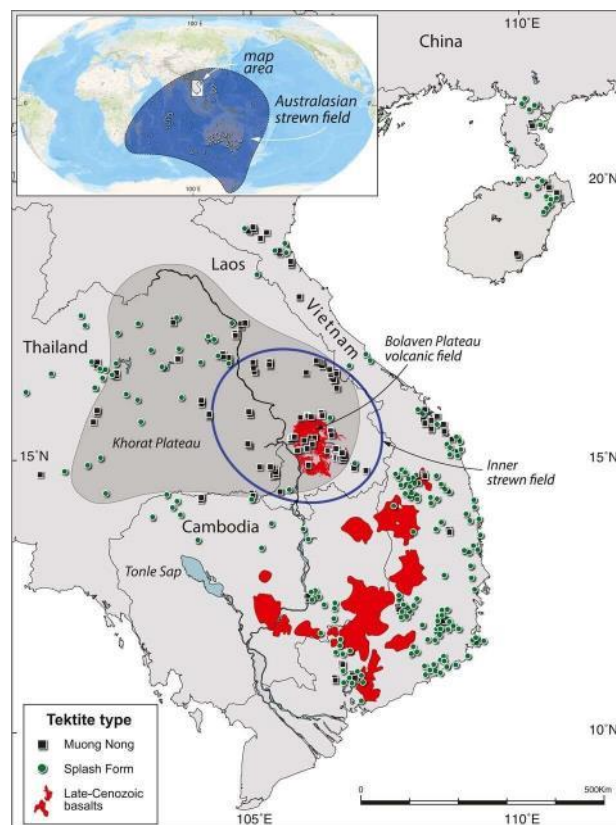 100 E
map
area
Australasian
strewn field
100 E
110°E
China
20°N
Laos
Vietnam
Thailand
Bolaven Plateau
volcanic field
Khorat Plateau
15°N
15°N
Inner
strewn field
Cambodia
Tonle Sap
Tektite type
Muong Nong
Splash Form
Late-Cenozoic
basalts
10°N
0
500Km
105°E
110°E